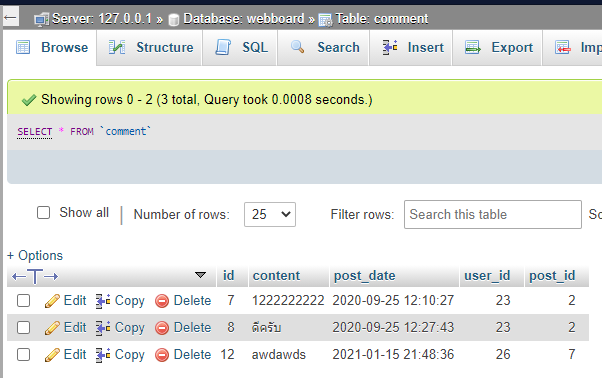 Server: 127.0.0.1 » Database: webboard » Table: comment
Browse Structure SQL Search Insert Export Imp
Showing rows 0 - 2 (3 total, Query took 0.0008 seconds.)
SELECT * FROM `comment`
Show all | Number of rows: 25 Filter rows: Search this table So
+ Options
id content post_date user_id post_id
Edit Copy Delete 7 1222222222 2020-09-25 12:10:27 23 2
Edit Copy Delete 8 ดีครับ 2020-09-25 12:27:43 23 2
Edit Copy Delete 12 awdawds 2021-01-15 21:48:36 26 7